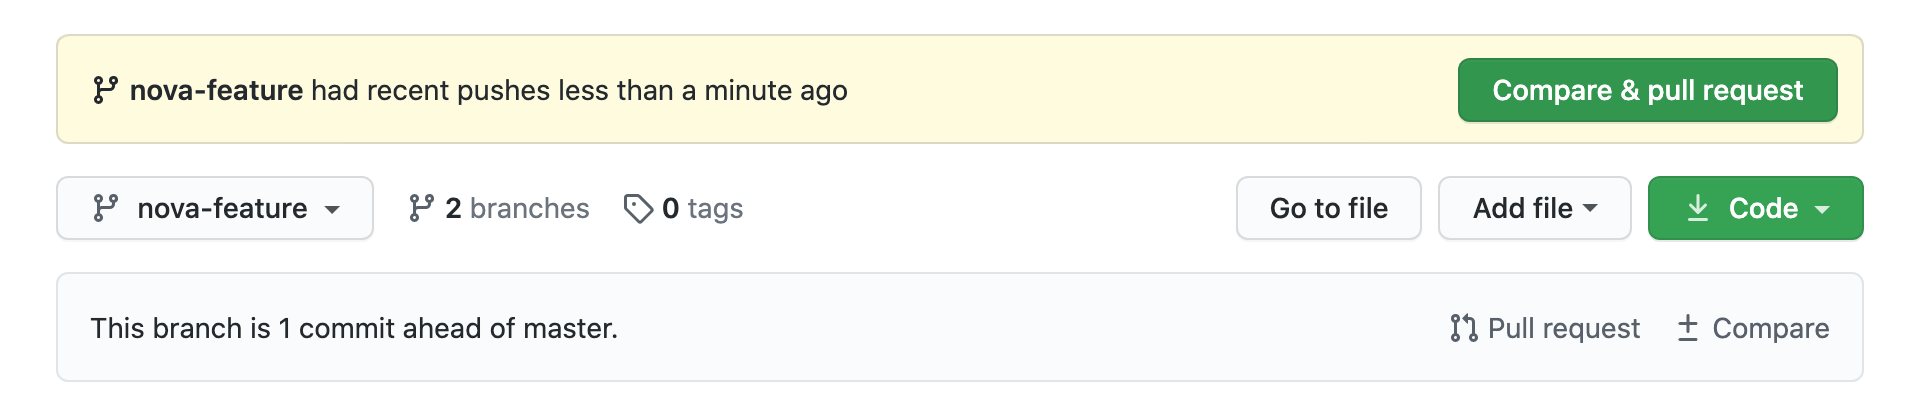 nova-feature had recent pushes less than a minute ago
Compare & pull request
nova-feature
2 branches
0 tags
Go to file
Add file
Code
This branch is 1 commit ahead of master.
Pull request
Compare